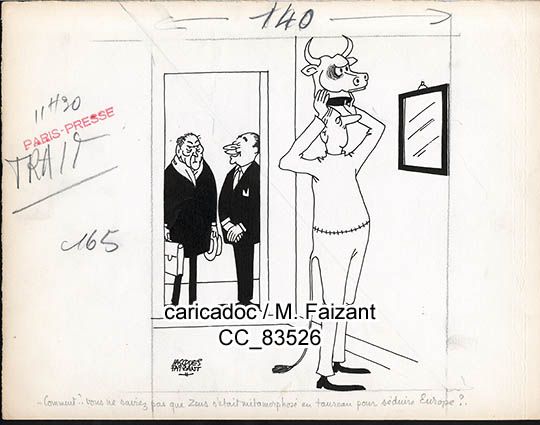 140
11H30
PARIS-PRESSE
TRAIT
c165
caricadoc / M. Faizant
CC_83526
JACQUES
FAIZANT
- Comment ? vous ne saviez pas que Zeus s'était métamorphosé en taureau pour séduire Europe ?.